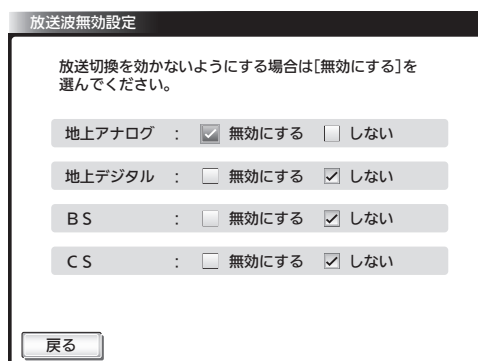 放送波無効設定
放送切換を効かないようにする場合は[無効にする]を
選んでください。
地上アナログ : 無効にする しない
地上デジタル : 無効にする しない
BS : 無効にする しない
CS : 無効にする しない
戻る